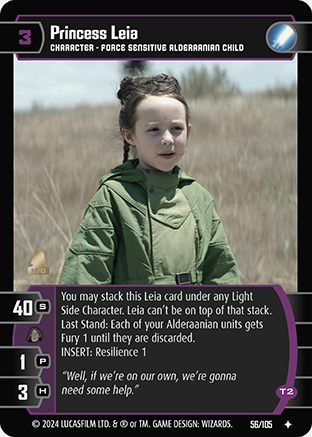 3
Princess Leia
CHARACTER - FORCE SENSITIVE ALDERAANIAN CHILD
40 S
1 P
3 H
You may stack this Leia card under any Light
Side Character. Leia can't be on top of that stack.
Last Stand: Each of your Alderaanian units gets
Fury 1 until they are discarded.
INSERT: Resilience 1
"Well, if we're on our own, we're gonna
need some help."
T2
© 2024 LUCASFILM LTD. & ® or TM. GAME DESIGN: WIZARDS. 56/105